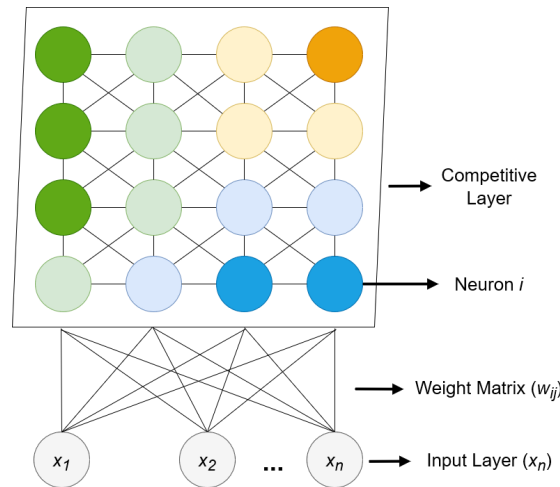 Competitive
Layer
Neuron i
Weight Matrix (wij)
x1
x2
...
xn
Input Layer (xn)